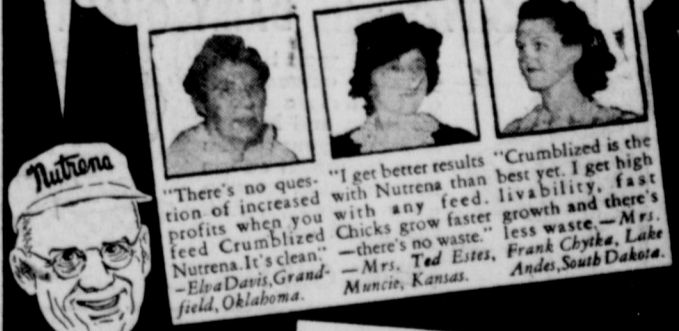 Nutrena
"There's no ques-
tion of increased
profits when you
feed Crumblized
Nutrena. It's clean."
—Elva Davis, Grand-
field, Oklahoma.
"I get better results
with Nutrena than
with any feed.
Chicks grow faster
—there's no waste."
—Mrs. Ted Estes,
Muncie, Kansas.
"Crumblized is the
best yet. I get high
livability, fast
growth and there's
less waste.—Mrs.
Frank Chytka, Lake
Andes, South Dakota.